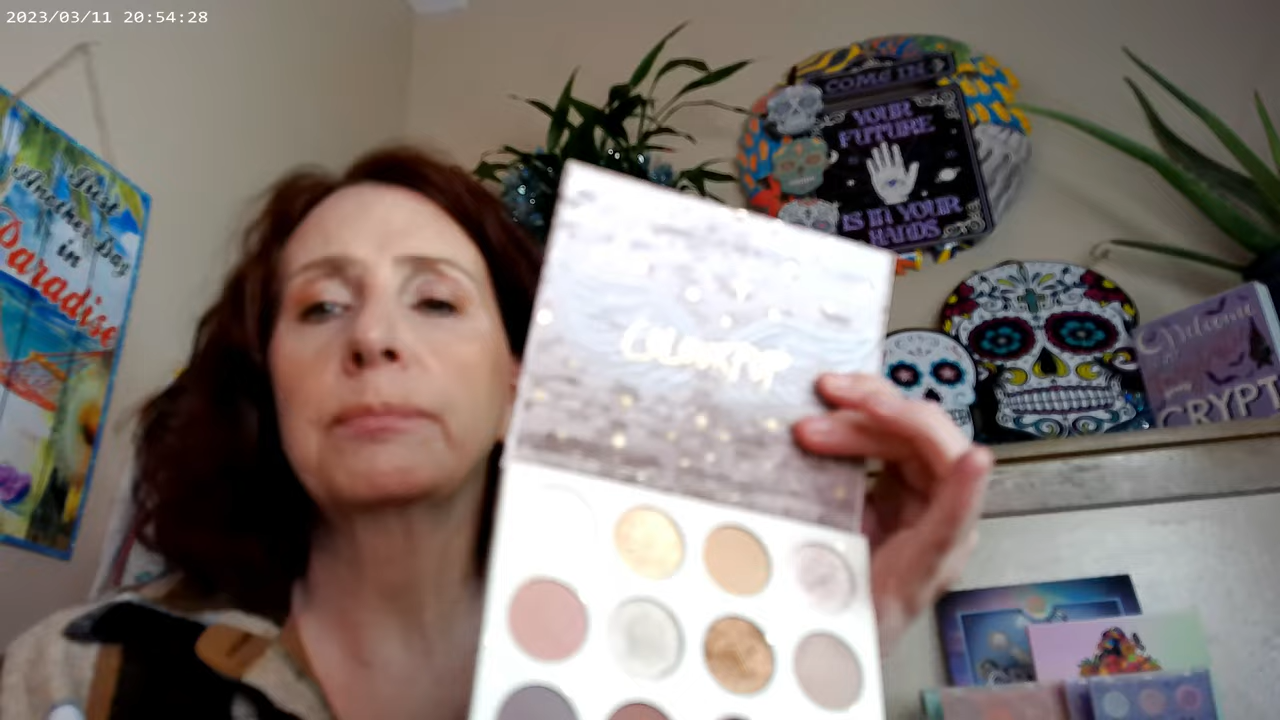 2023/03/11 20:54:28
Just
Another Day
in
Paradise
COLOURPOP
COME IN
YOUR
FUTURE
IS IN YOUR
HANDS
Welcome
CRYPT